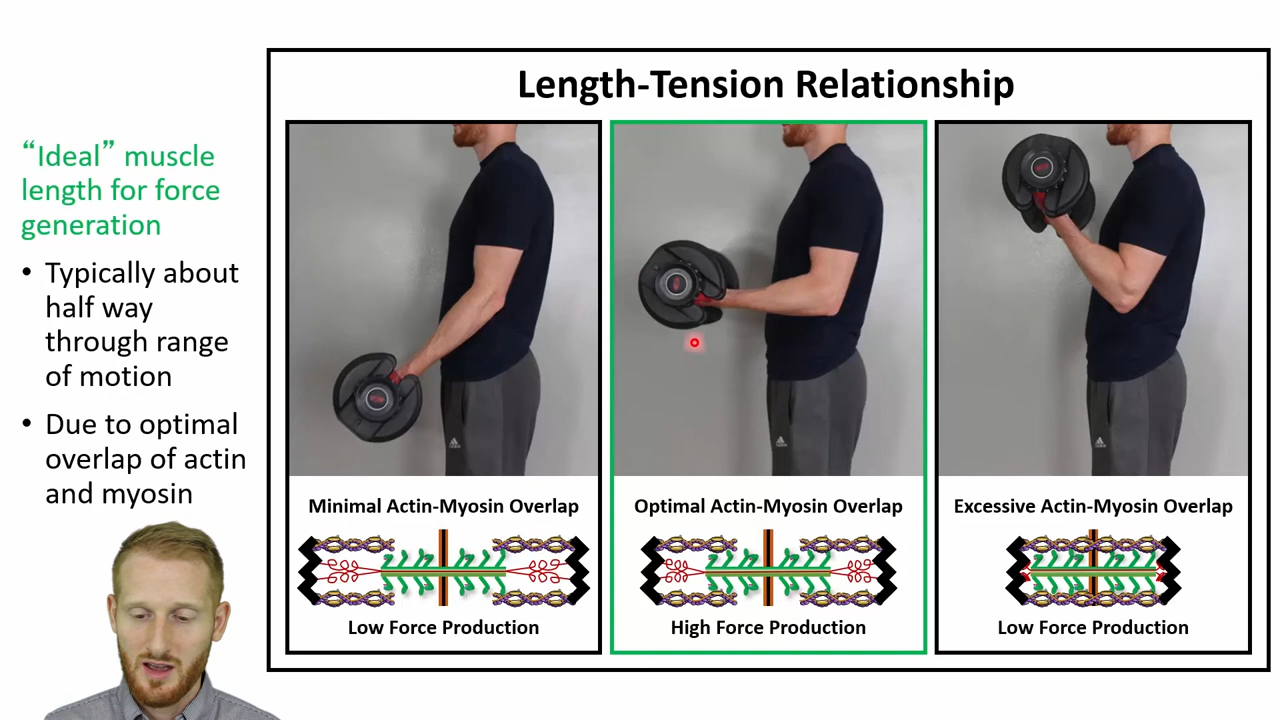 Length-Tension Relationship
“Ideal” muscle
length for force
generation
• Typically about
half way
through range
of motion
• Due to optimal
overlap of actin
and myosin
Minimal Actin-Myosin Overlap
Low Force Production
Optimal Actin-Myosin Overlap
High Force Production
Excessive Actin-Myosin Overlap
Low Force Production